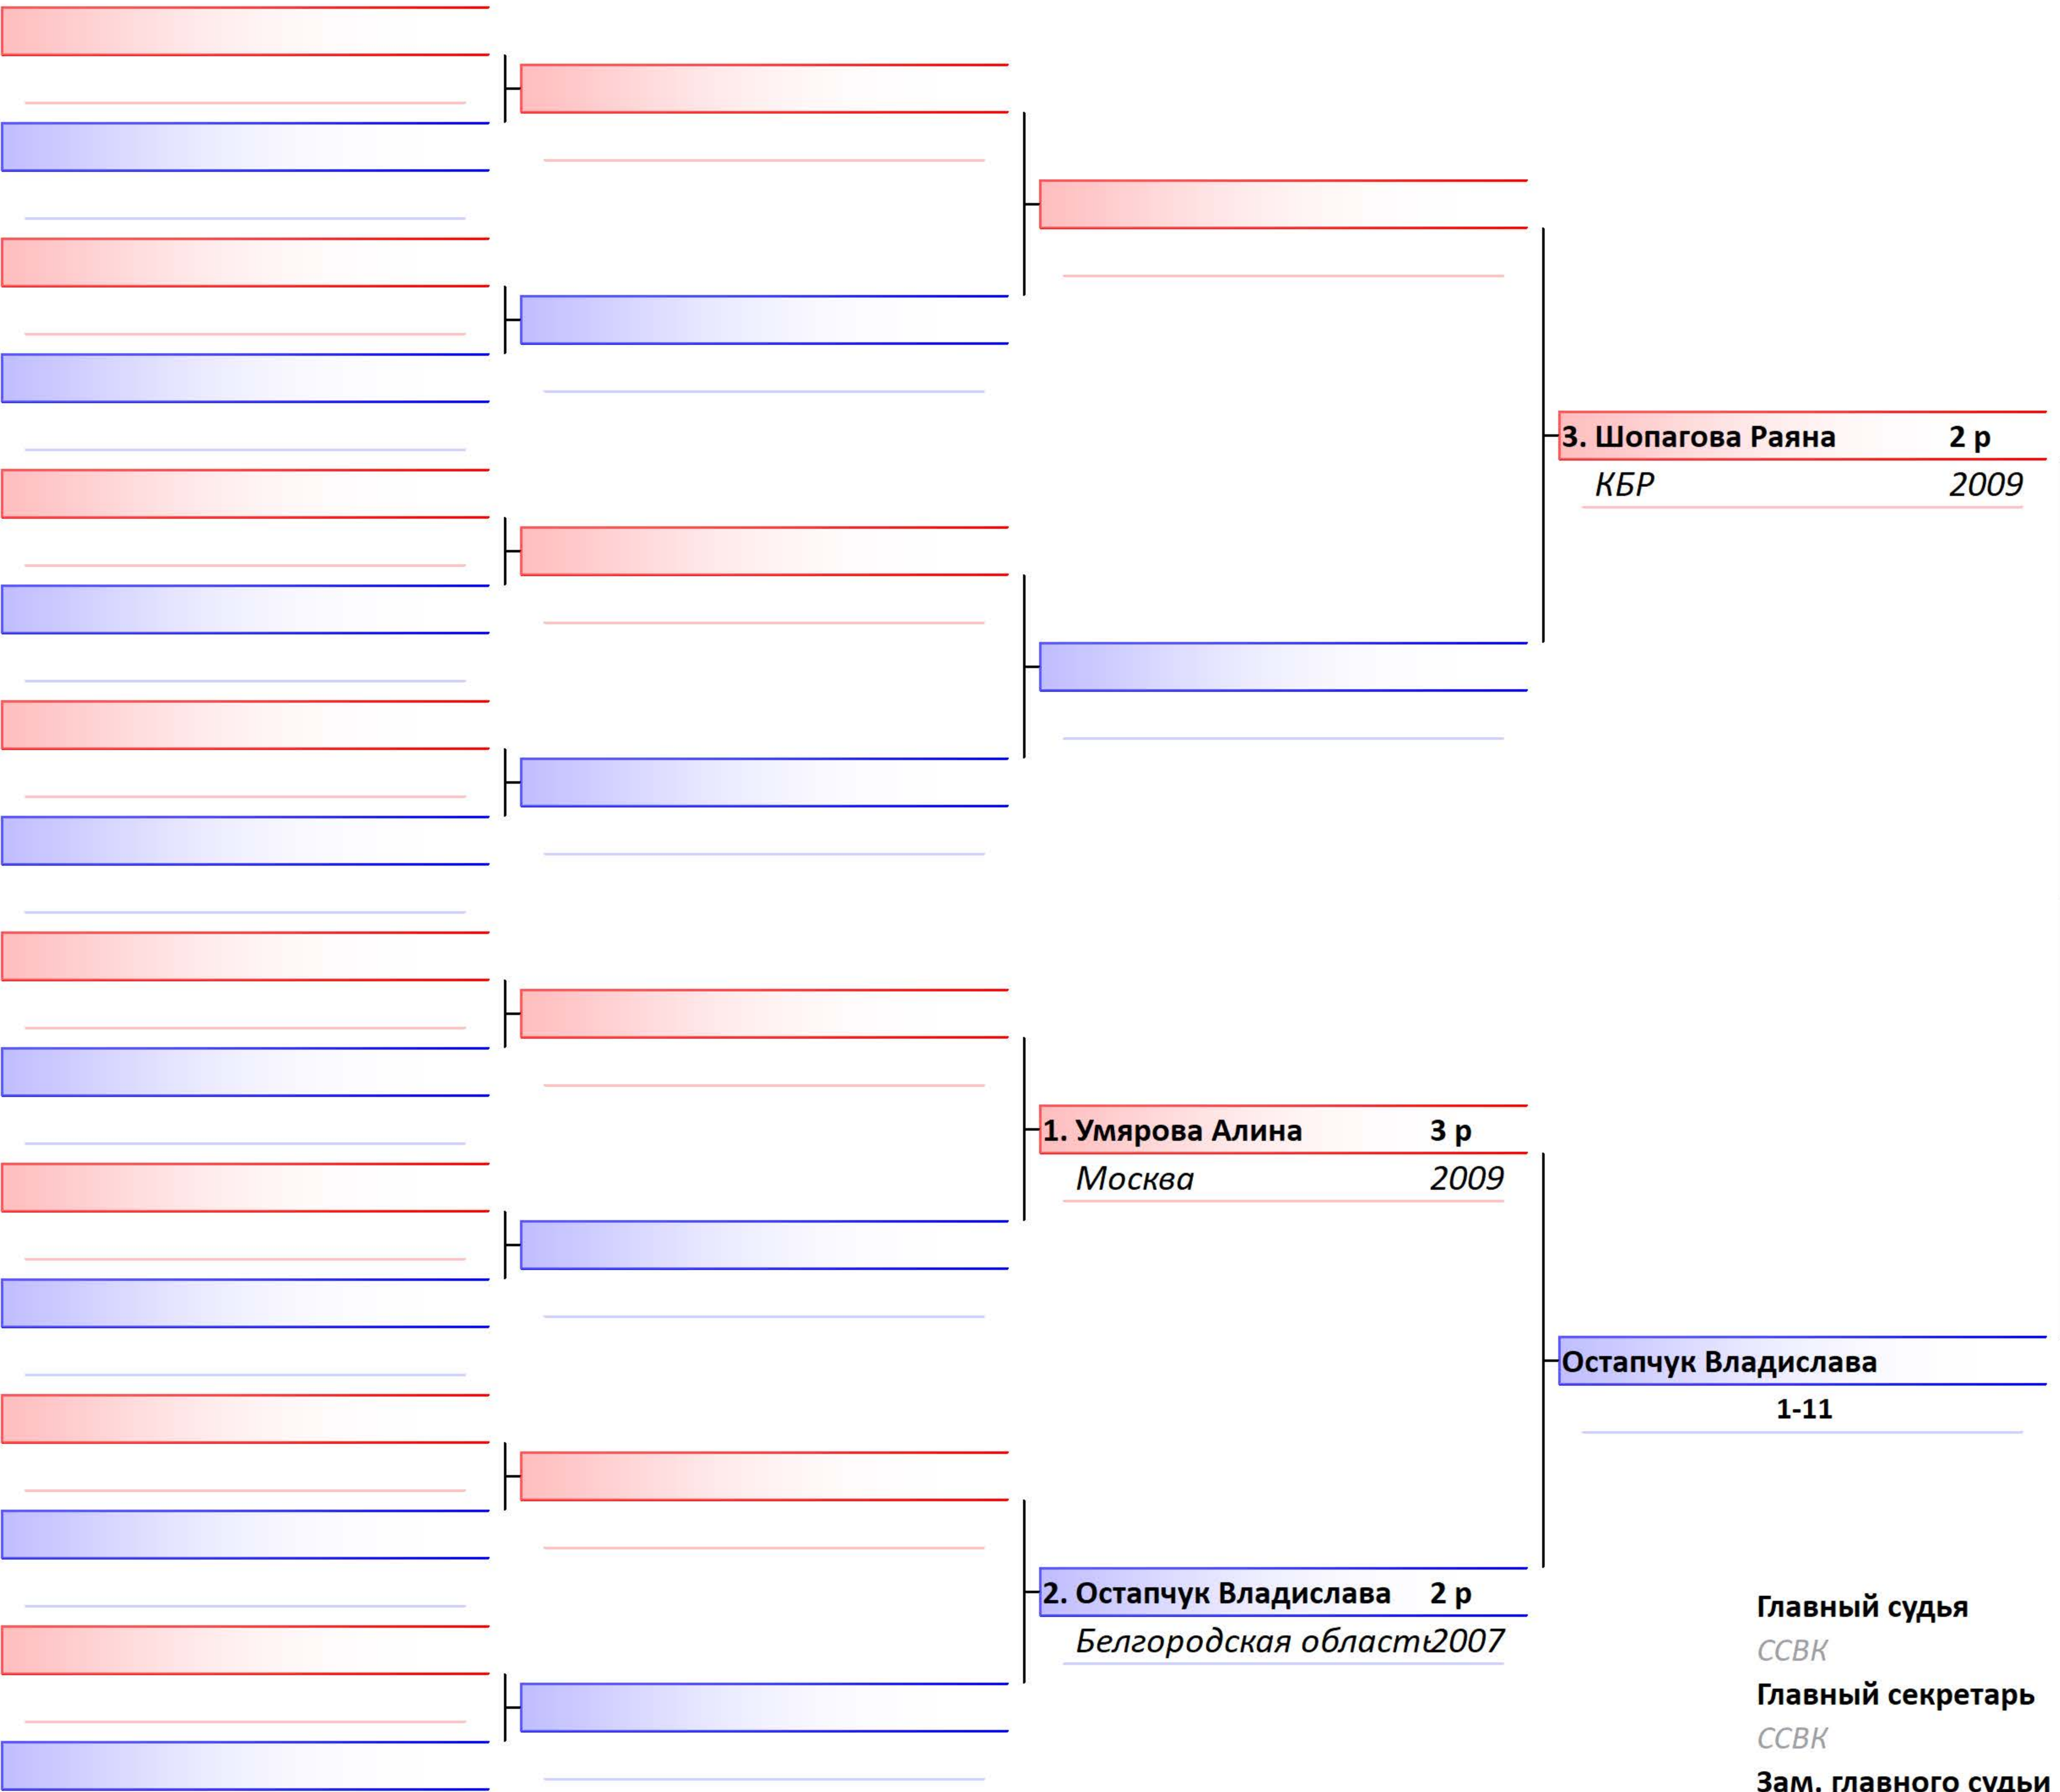 3. Шопагова Раяна 2 р
КБР 2009
1. Умярова Алина 3 р
Москва 2009
Остапчук Владислава
1-11
2. Остапчук Владислава 2 р
Белгородская область 2007
Главный судья
ССВК
Главный секретарь
ССВК
Зам. главного судьи